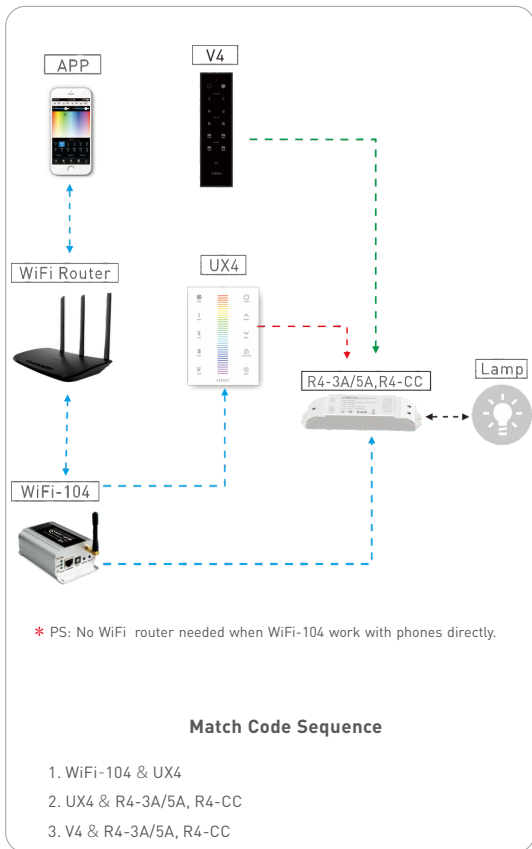 APP
V4
WiFi Router
UX4
R4-3A/5A,R4-CC
Lamp
WiFi-104
* PS: No WiFi router needed when WiFi-104 work with phones directly.
Match Code Sequence
1. WiFi-104 & UX4
2. UX4 & R4-3A/5A, R4-CC
3. V4 & R4-3A/5A, R4-CC